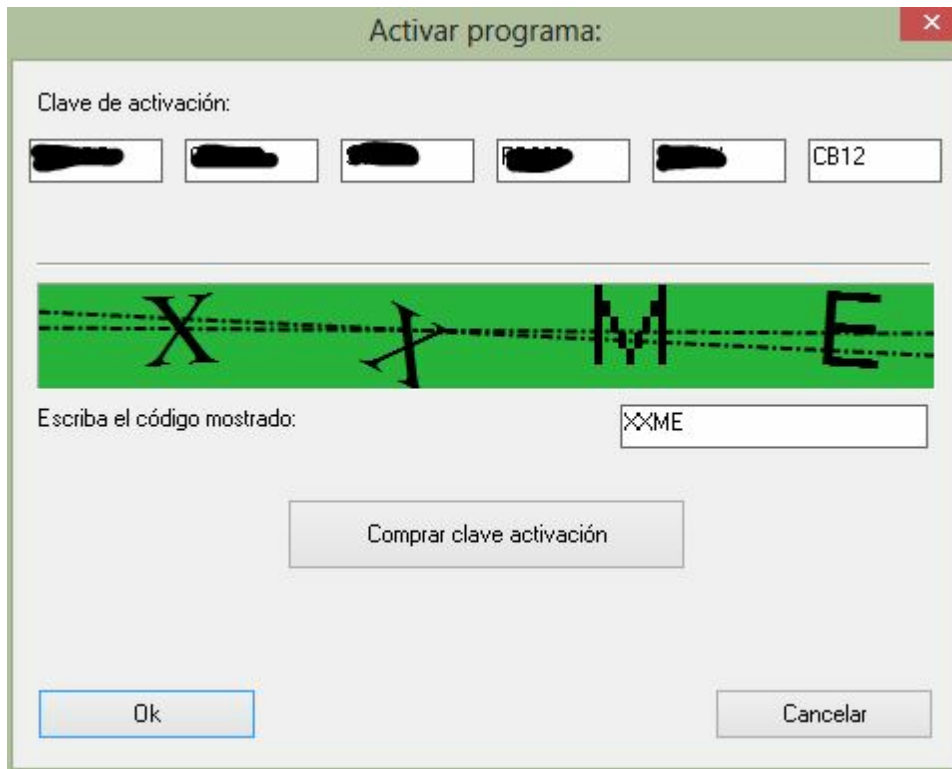 Activar programa:
Clave de activación:
CB12
X X M E
Escriba el código mostrado:
XXME
Comprar clave activación
Ok
Cancelar